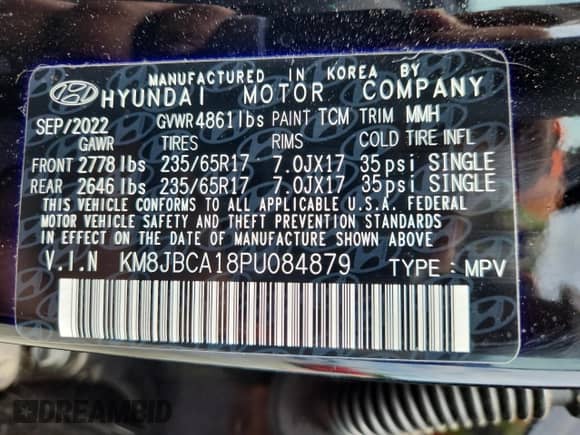 MANUFACTURED IN KOREA BY
HYUNDAI MOTOR COMPANY
SEP/2022 GVWR 4861lbs PAINT TCM TRIM MMH
GAWR TIRES RIMS COLD TIRE INFL
FRONT 2778 lbs 235/65R17 7.0JX17 35psi SINGLE
REAR 2646 lbs 235/65R17 7.0JX17 35psi SINGLE
THIS VEHICLE CONFORMS TO ALL APPLICABLE U.S.A. FEDERAL
MOTOR VEHICLE SAFETY AND THEFT PREVENTION STANDARDS
IN EFFECT ON THE DATE OF MANUFACTURE SHOWN ABOVE.
V.I.N KM8JBCA18PU084879 TYPE : MPV
DREAMBID